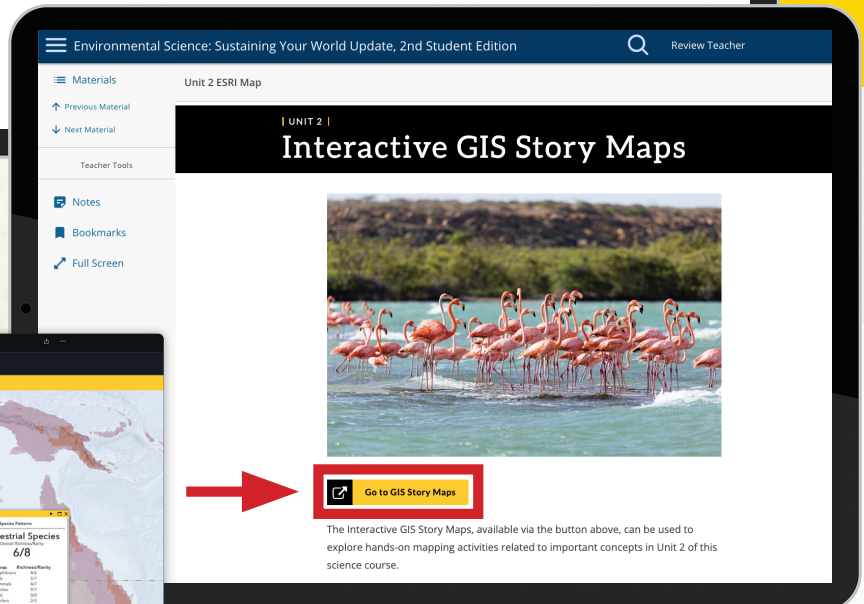 Environmental Science: Sustaining Your World Update, 2nd Student Edition
Review Teacher
Materials
Previous Material
Next Material
Teacher Tools
Notes
Bookmarks
Full Screen
Unit 2 ESRI Map
| UNIT 2 |
Interactive GIS Story Maps
Go to GIS Story Maps
The Interactive GIS Story Maps, available via the button above, can be used to
explore hands-on mapping activities related to important concepts in Unit 2 of this
science course.
Species Patterns
estrial Species
Overall Richness/Rarity
6/8
Richness/Rarity